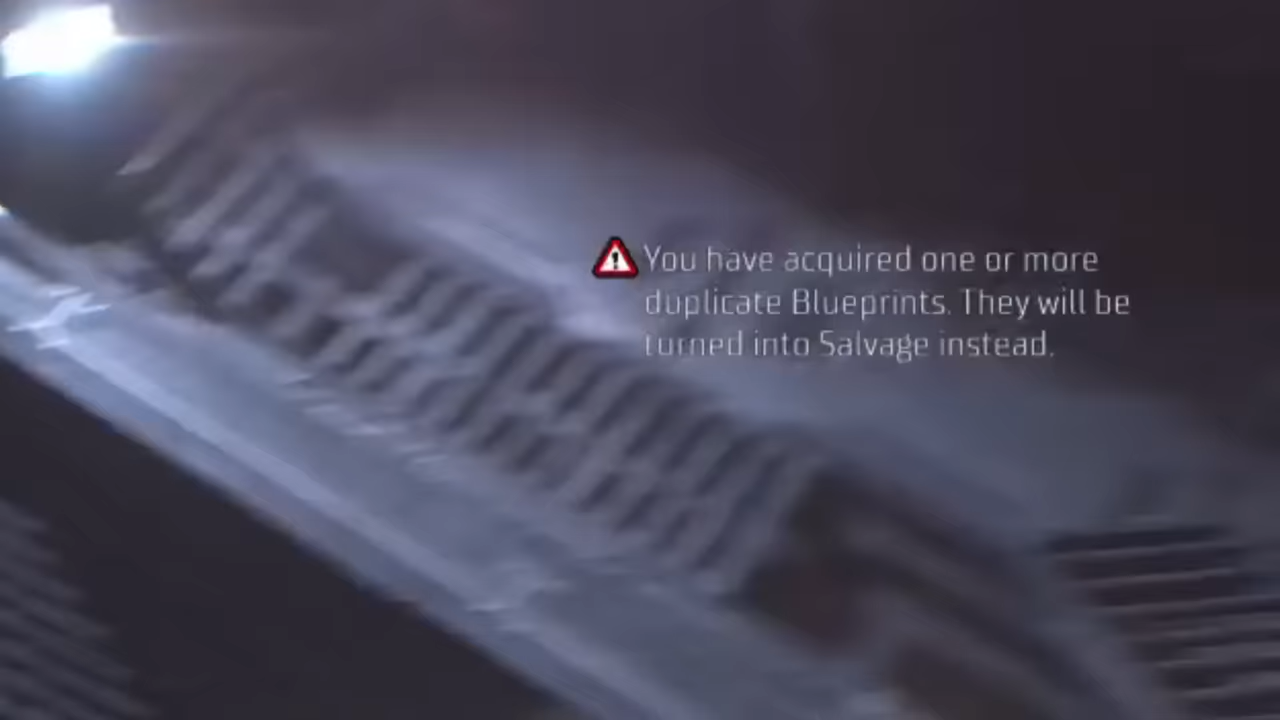 You have acquired one or more
duplicate Blueprints. They will be
turned into Salvage instead.